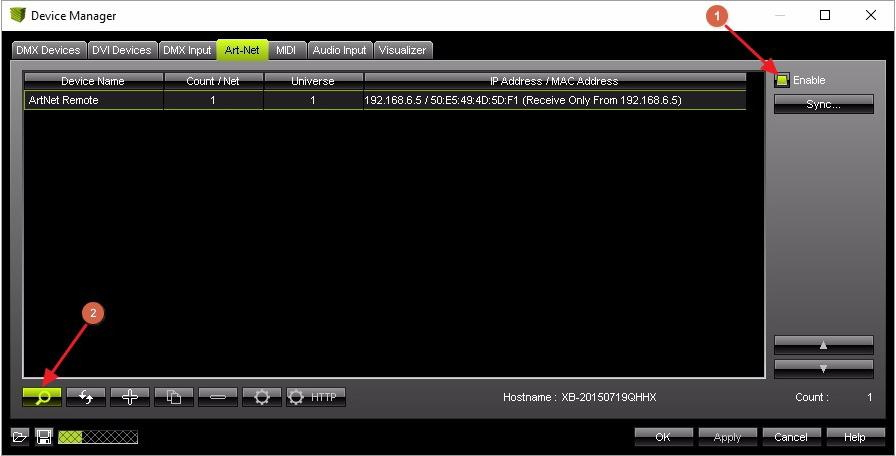 Device Manager
1
DMX Devices DVI Devices DMX Input Art-Net MIDI Audio Input Visualizer
Device Name Count / Net Universe IP Address / MAC Address Enable
ArtNet Remote 1 1 192.168.6.5 / 50:E5:49:4D:5D:F1 (Receive Only From 192.168.6.5) Sync...
2
HTTP Hostname : XB-20150719QHHX Count : 1
OK Apply Cancel Help